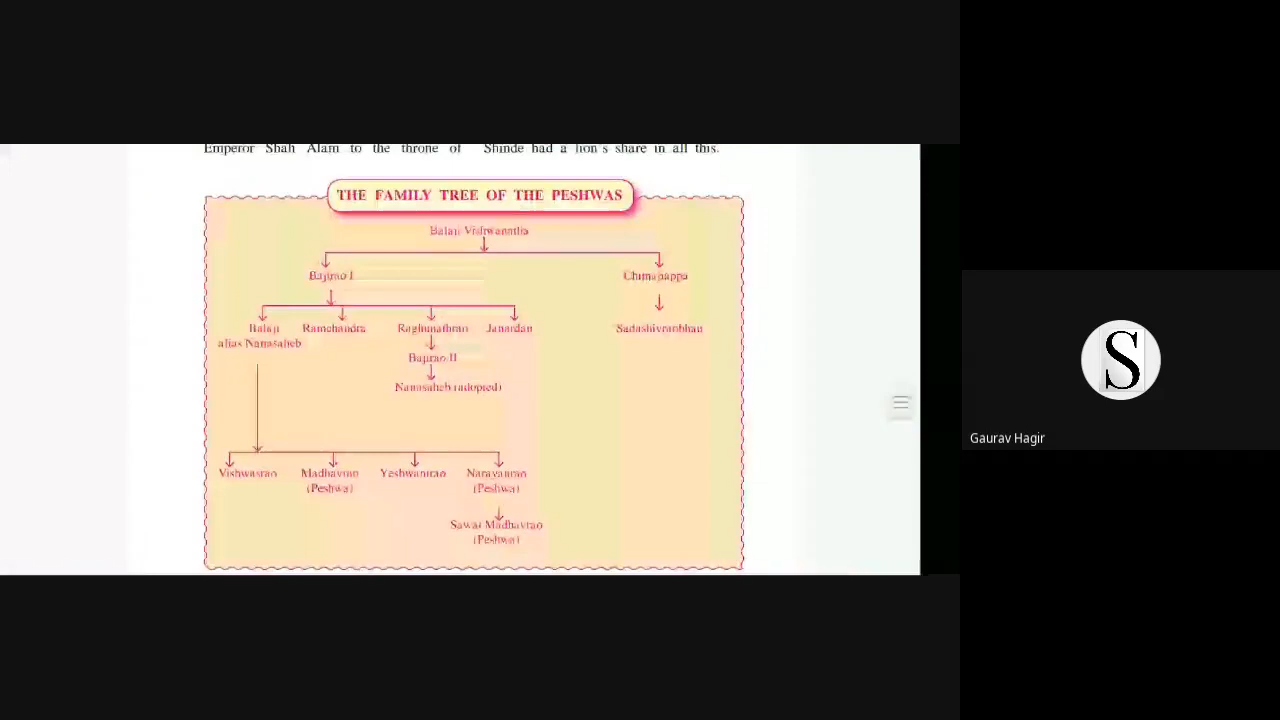 Emperor Shah Alam to the throne of Shinde had a lion's share in all this.
THE FAMILY TREE OF THE PESHWAS
Balaji Vishwanatha
Bajirao I Chimanappa
Balaji Ramchandra Raghunathrao Janardan Sadashivraobhau
alias Nanasaheb
Bajirao II
Nanasaheb (adopted)
Vishwasrao Madhavrao Yeshwantrao Narayanrao
(Peshwa) (Peshwa)
Sawai Madhavrao
(Peshwa)
S
Gaurav Hagir